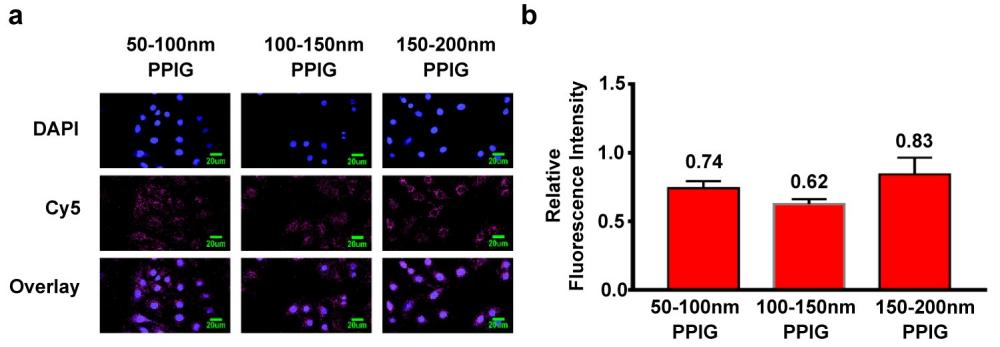 a
50-100nm
PPIG
100-150nm
PPIG
150-200nm
PPIG
DAPI
20um
20um
20um
Cy5
20um
20um
20um
Overlay
20um
20um
20um
b
Relative
Fluorescence Intensity
1.5
1.0
0.5
0.0
0.74
0.62
0.83
50-100nm
PPIG
100-150nm
PPIG
150-200nm
PPIG